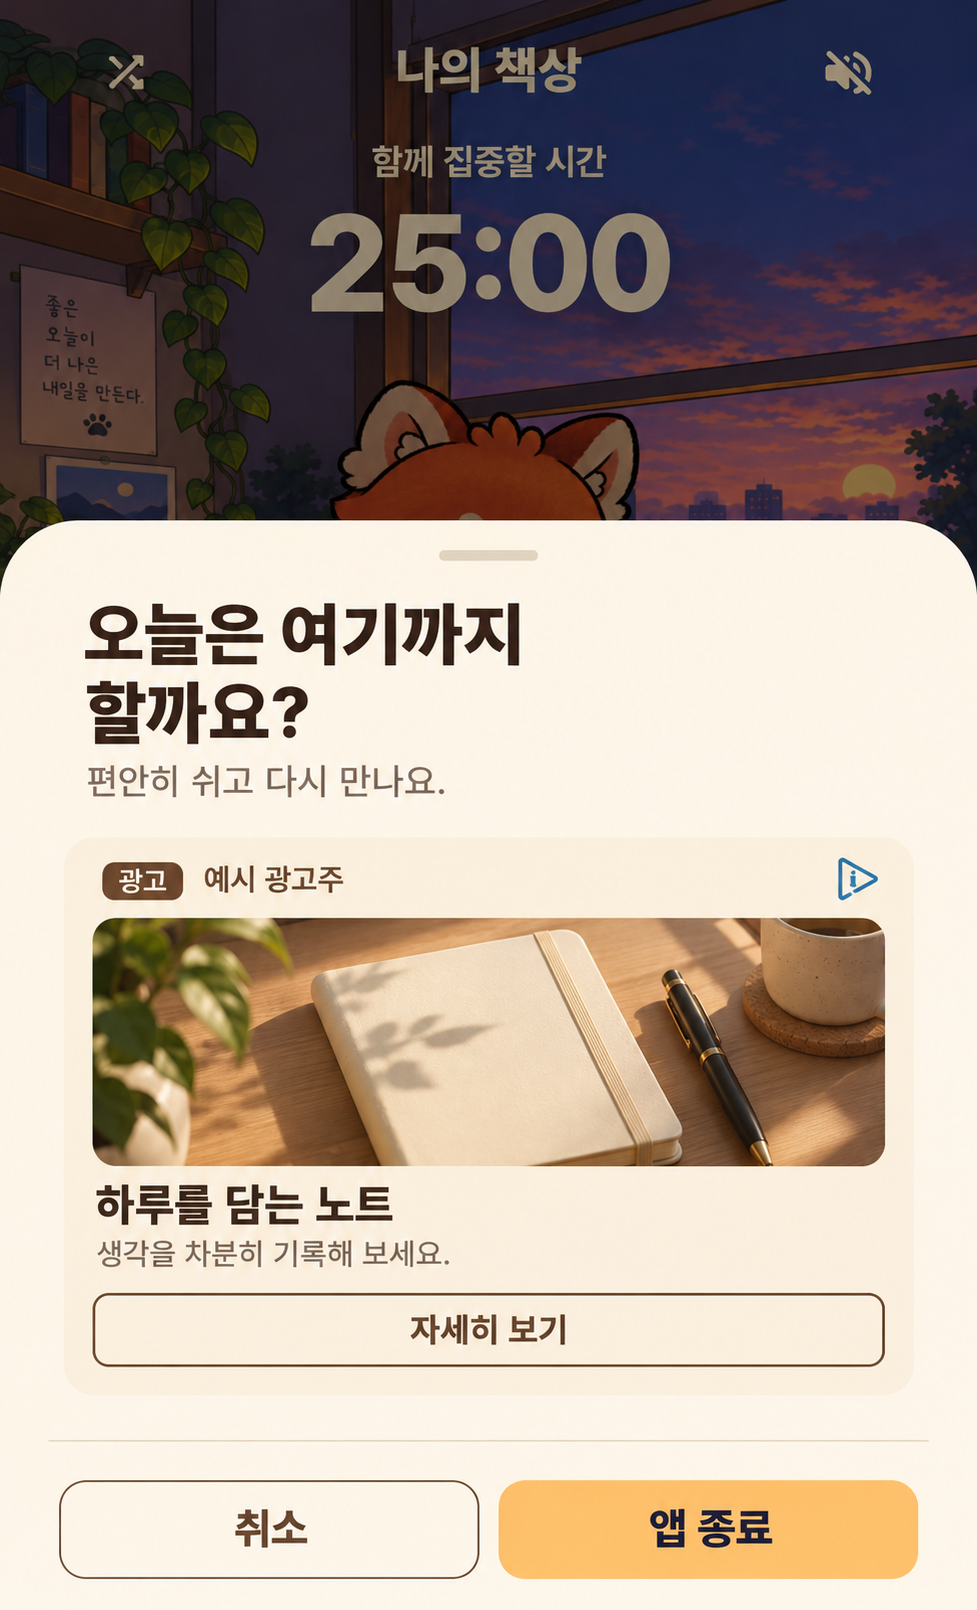 나의 책상
함께 집중할 시간
25:00
좋은
오늘이
더 나은
내일을 만든다.
오늘은 여기까지
할까요?
편안히 쉬고 다시 만나요.
광고 예시 광고주
하루를 담는 노트
생각을 차분히 기록해 보세요.
자세히 보기
취소
앱 종료